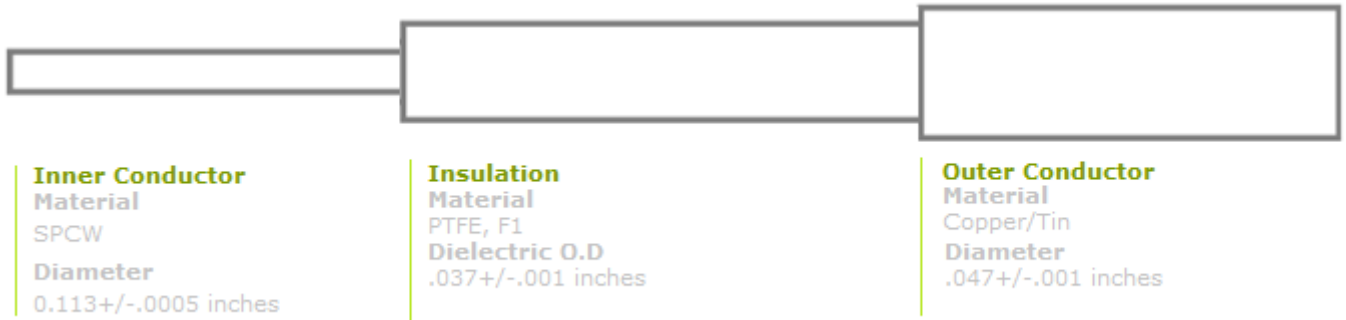 Inner Conductor
Material
SPCW
Diameter
0.113+/-.0005 inches
Insulation
Material
PTFE, F1
Dielectric O.D
.037+/-.001 inches
Outer Conductor
Material
Copper/Tin
Diameter
.047+/-.001 inches